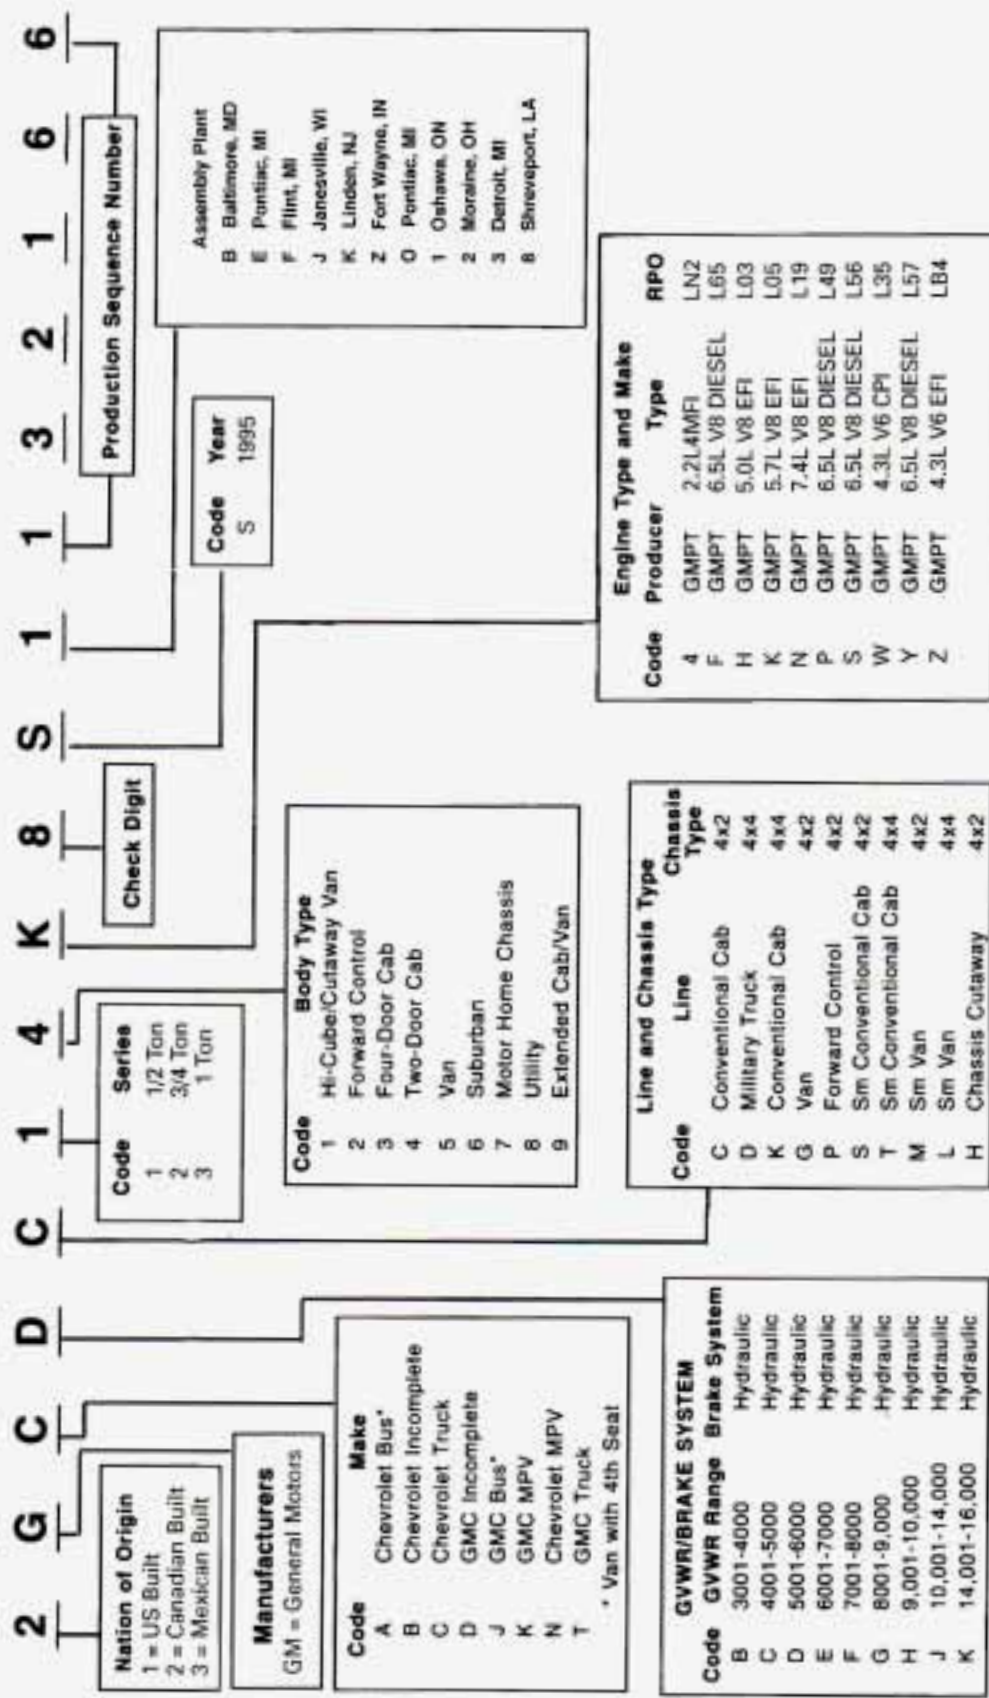 2 G C D C 1 4 K 8 S 1 1 3 2 1 6 6
Nation of Origin
1 = US Built
2 = Canadian Built
3 = Mexican Built
Manufacturers
GM = General Motors
Code Make
A Chevrolet Bus*
B Chevrolet Incomplete
C Chevrolet Truck
D GMC Incomplete
J GMC Bus*
K GMC MPV
N Chevrolet MPV
T GMC Truck
* Van with 4th Seat
GVWR/BRAKE SYSTEM
Code GVWR Range Brake System
B 3001-4000 Hydraulic
C 4001-5000 Hydraulic
D 5001-6000 Hydraulic
E 6001-7000 Hydraulic
F 7001-8000 Hydraulic
G 8001-9,000 Hydraulic
H 9,001-10,000 Hydraulic
J 10,001-14,000 Hydraulic
K 14,001-16,000 Hydraulic
Code Series
1 1/2 Ton
2 3/4 Ton
3 1 Ton
Code Body Type
1 Hi-Cube/Cutaway Van
2 Forward Control
3 Four-Door Cab
4 Two-Door Cab
5 Van
6 Suburban
7 Motor Home Chassis
8 Utility
9 Extended Cab/Van
Line and Chassis Type
Code Line Chassis Type
C Conventional Cab 4x2
D Military Truck 4x4
K Conventional Cab 4x4
G Van 4x2
P Forward Control 4x2
S Sm Conventional Cab 4x2
T Sm Conventional Cab 4x4
M Sm Van 4x2
L Sm Van 4x4
H Chassis Cutaway 4x2
Check Digit
Code Year
S 1995
Production Sequence Number
Assembly Plant
B Baltimore, MD
E Pontiac, MI
F Flint, MI
J Janesville, WI
K Linden, NJ
Z Fort Wayne, IN
O Pontiac, MI
1 Oshawa, ON
2 Moraine, OH
3 Detroit, MI
8 Shreveport, LA
Engine Type and Make
Code Producer Type RPO
4 GMPT 2.2L4MFI LN2
F GMPT 6.5L V8 DIESEL L65
H GMPT 5.0L V8 EFI L03
K GMPT 5.7L V8 EFI L05
N GMPT 7.4L V8 EFI L19
P GMPT 6.5L V8 DIESEL L49
S GMPT 6.5L V8 DIESEL L56
W GMPT 4.3L V6 CPI L35
Y GMPT 6.5L V8 DIESEL L57
Z GMPT 4.3L V6 EFI LB4